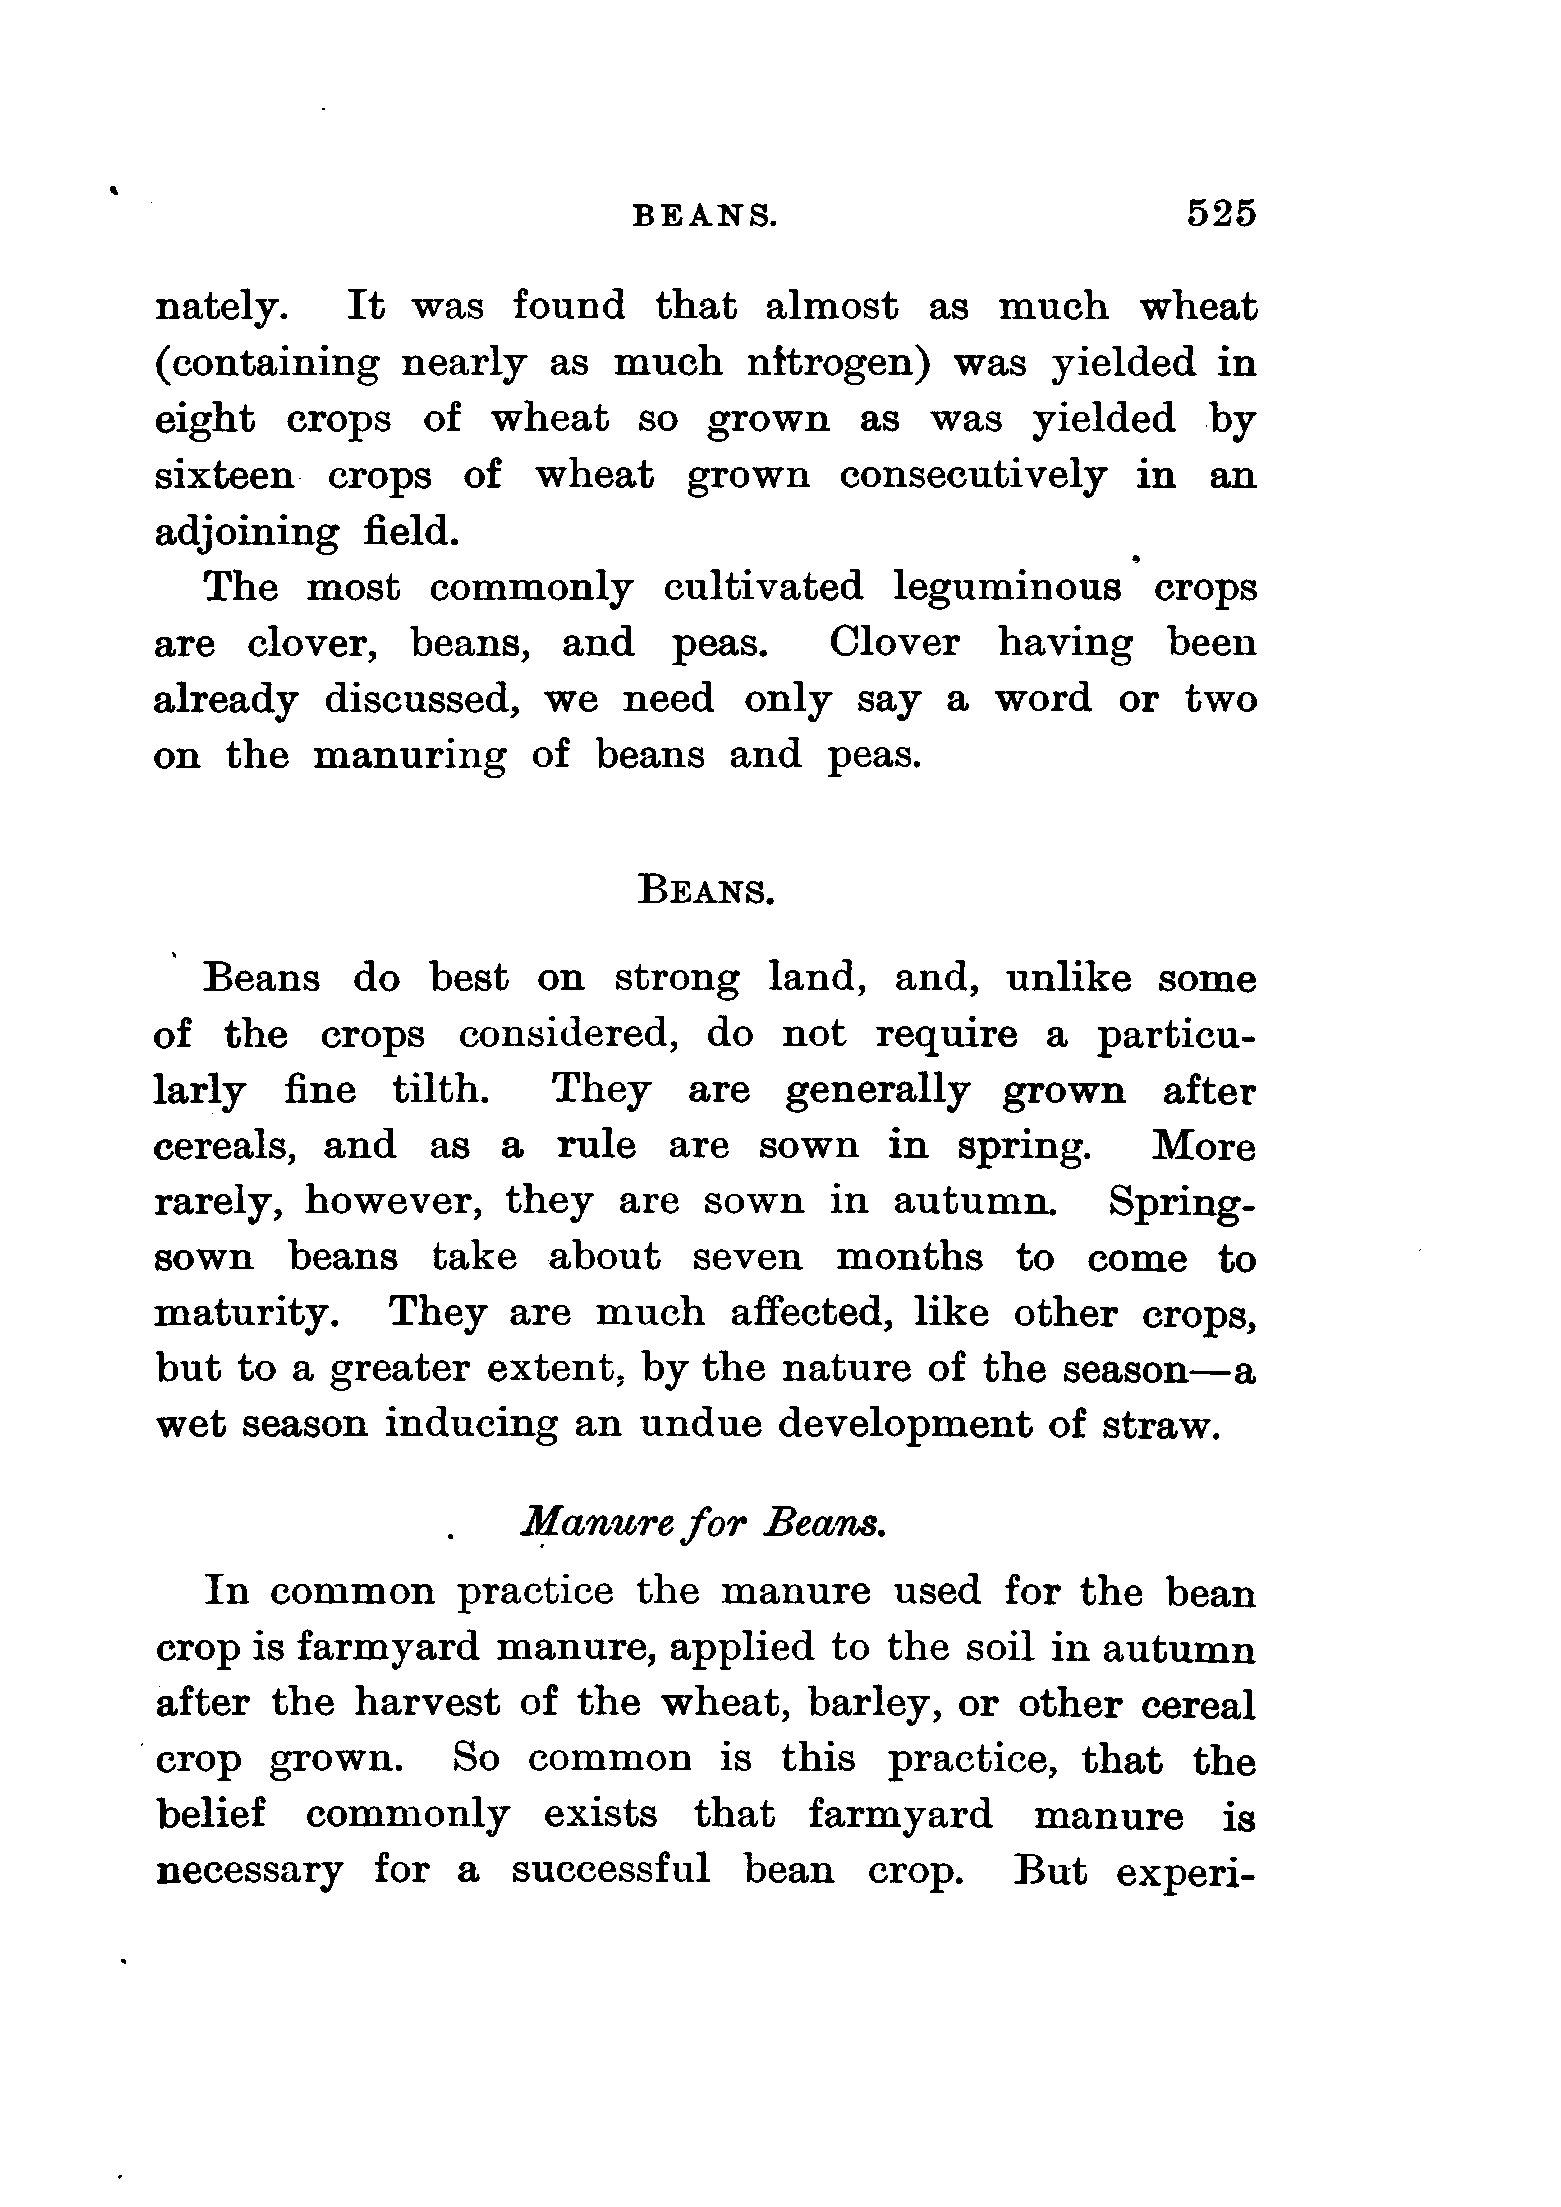 BEANS. 525
nately. It was found that almost as much wheat
(containing nearly as much nitrogen) was yielded in
eight crops of wheat so grown as was yielded by
sixteen crops of wheat grown consecutively in an
adjoining field.
The most commonly cultivated leguminous crops
are clover, beans, and peas. Clover having been
already discussed, we need only say a word or two
on the manuring of beans and peas.
BEANS.
Beans do best on strong land, and, unlike some
of the crops considered, do not require a particu-
larly fine tilth. They are generally grown after
cereals, and as a rule are sown in spring. More
rarely, however, they are sown in autumn. Spring-
sown beans take about seven months to come to
maturity. They are much affected, like other crops,
but to a greater extent, by the nature of the season—a
wet season inducing an undue development of straw.
Manure for Beans.
In common practice the manure used for the bean
crop is farmyard manure, applied to the soil in autumn
after the harvest of the wheat, barley, or other cereal
crop grown. So common is this practice, that the
belief commonly exists that farmyard manure is
necessary for a successful bean crop. But experi-